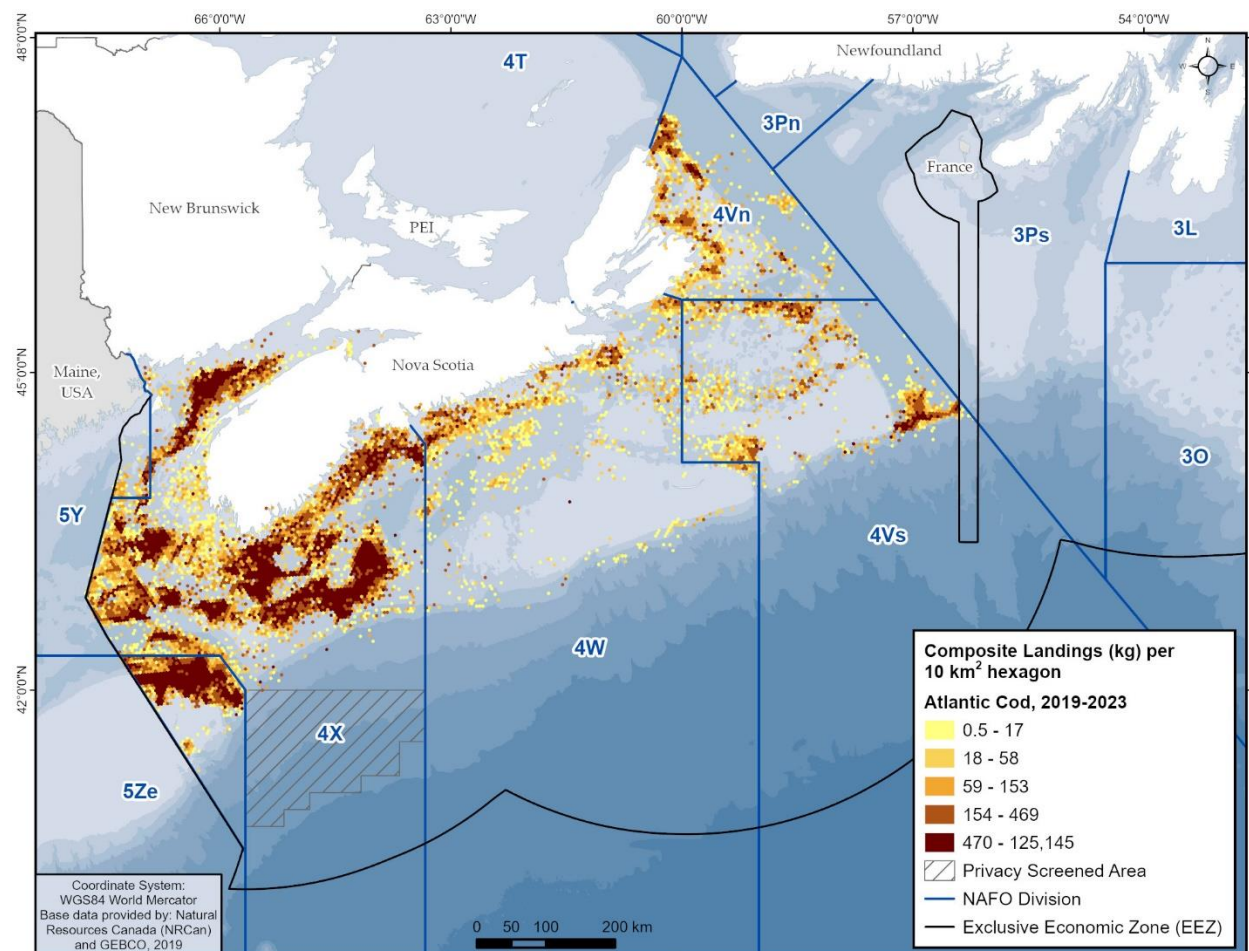 66°0'0"W
63°0'0"W
60°0'0"W
57°0'0"W
54°0'0"W
48°0'0"N
45°0'0"N
42°0'0"N
4T
Newfoundland
N
W E
S
3Pn
France
New Brunswick
PEI
4Vn
3Ps
3L
Maine,
USA
Nova Scotia
3O
5Y
4Vs
4W
4X
5Ze
Composite Landings (kg) per
10 km² hexagon
Atlantic Cod, 2019-2023
0.5 - 17
18 - 58
59 - 153
154 - 469
470 - 125,145
Privacy Screened Area
NAFO Division
Exclusive Economic Zone (EEZ)
Coordinate System:
WGS84 World Mercator
Base data provided by: Natural
Resources Canada (NRCan)
and GEBCO, 2019
0 50 100 200 km